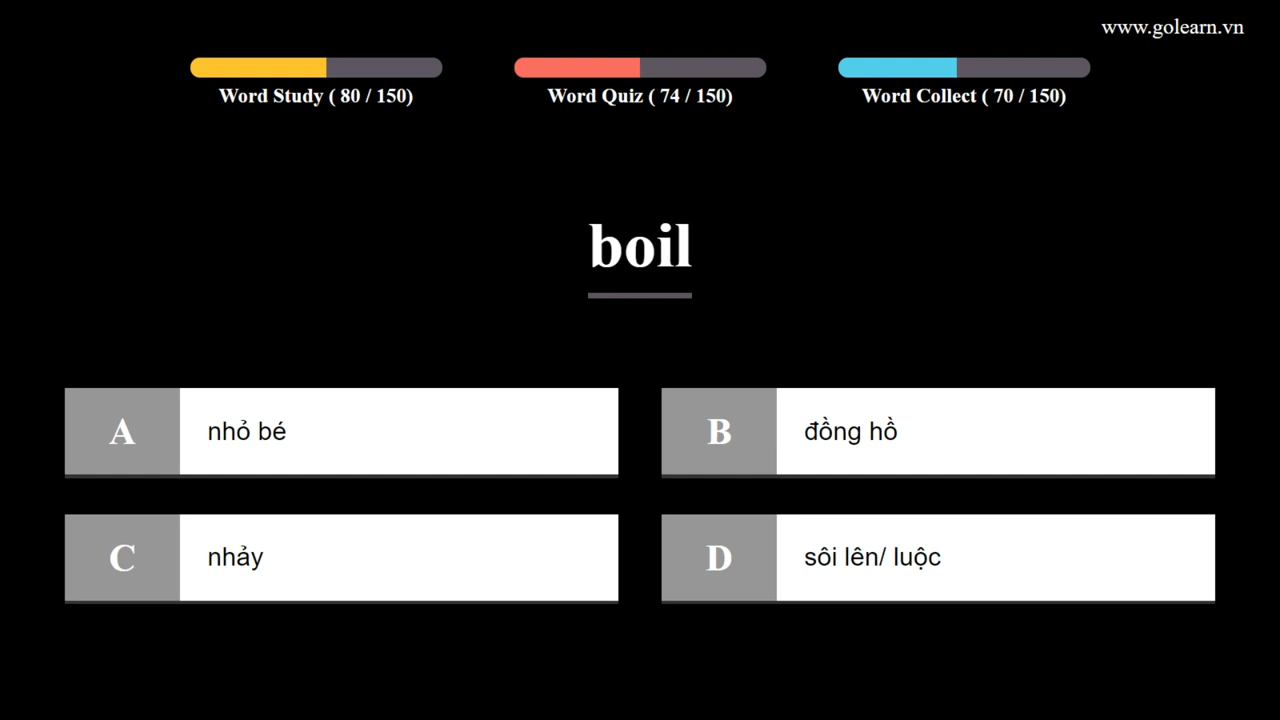 www.golearn.vn
Word Study ( 80 / 150)
Word Quiz ( 74 / 150)
Word Collect ( 70 / 150)
boil
A nhỏ bé
B đồng hồ
C nhảy
D sôi lên/ luộc